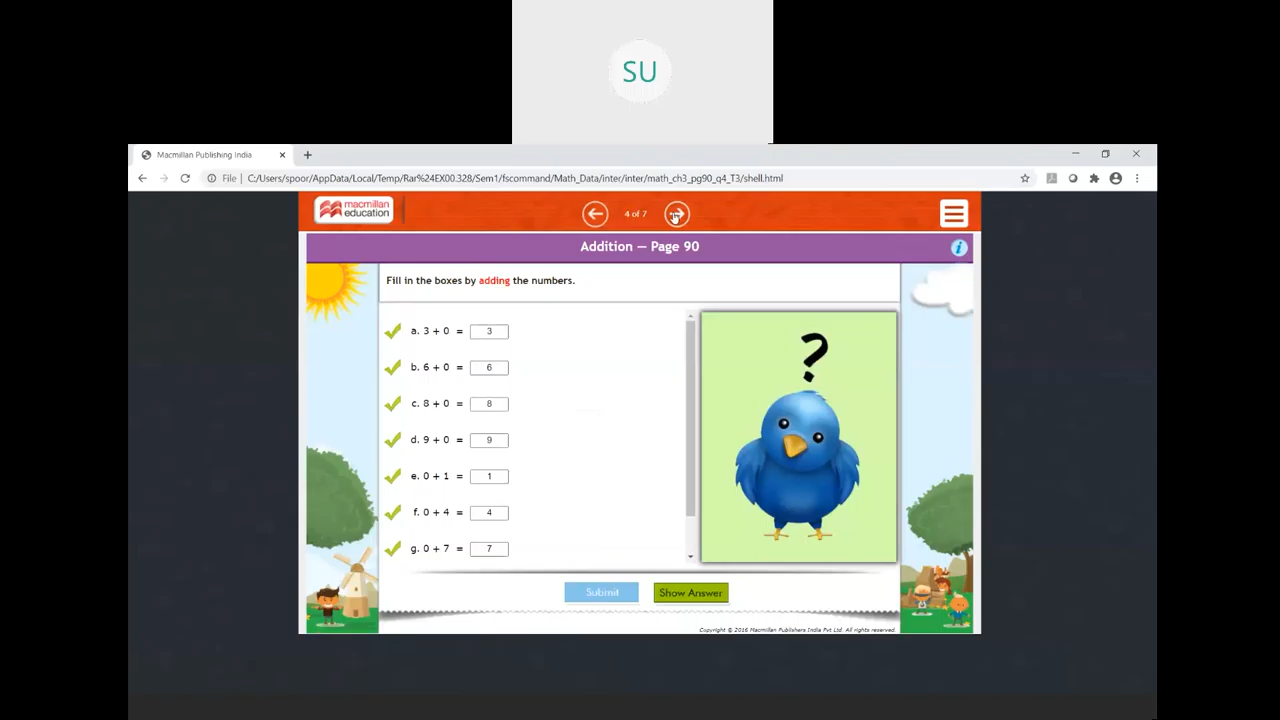 SU
Macmillan Publishing India
File | C:/Users/spoor/AppData/Local/Temp/Rar%24EX00.328/Sem1/fscommand/Math_Data/inter/inter/math_ch3_pg90_q4_T3/shell.html
macmillan
education
4 of 7
Addition — Page 90
i
Fill in the boxes by adding the numbers.
a. 3 + 0 = 3
b. 6 + 0 = 6
c. 8 + 0 = 8
d. 9 + 0 = 9
e. 0 + 1 = 1
f. 0 + 4 = 4
g. 0 + 7 = 7
?
Submit
Show Answer
Copyright © 2016 Macmillan Publishers India Pvt Ltd. All rights reserved.